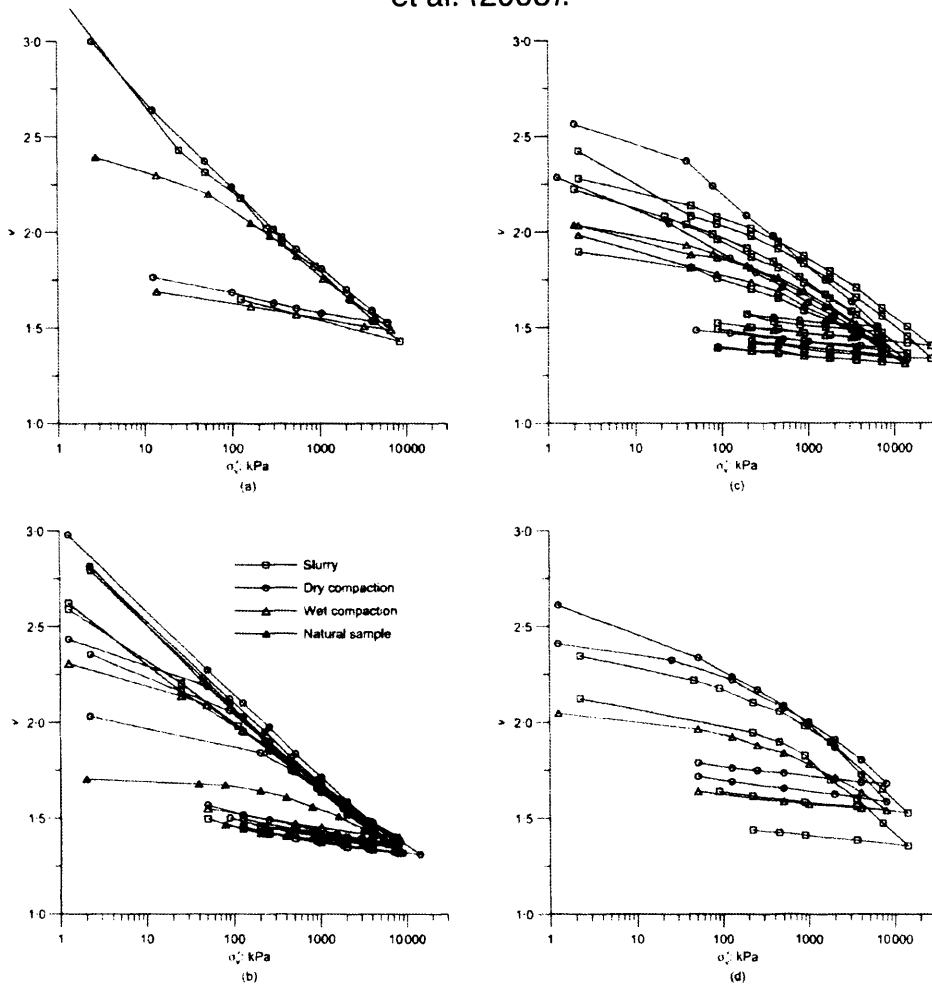 et al. (2008).
3·0
2·5
2·0
1·5
1·0
v
1 10 100 1000 10000
σ′v: kPa
(a)
3·0
2·5
2·0
1·5
1·0
v
1 10 100 1000 10000
σ′v: kPa
(c)
3·0
2·5
2·0
1·5
1·0
v
Slurry
Dry compaction
Wet compaction
Natural sample
1 10 100 1000 10000
σ′v: kPa
(b)
3·0
2·5
2·0
1·5
1·0
v
1 10 100 1000 10000
σ′v: kPa
(d)